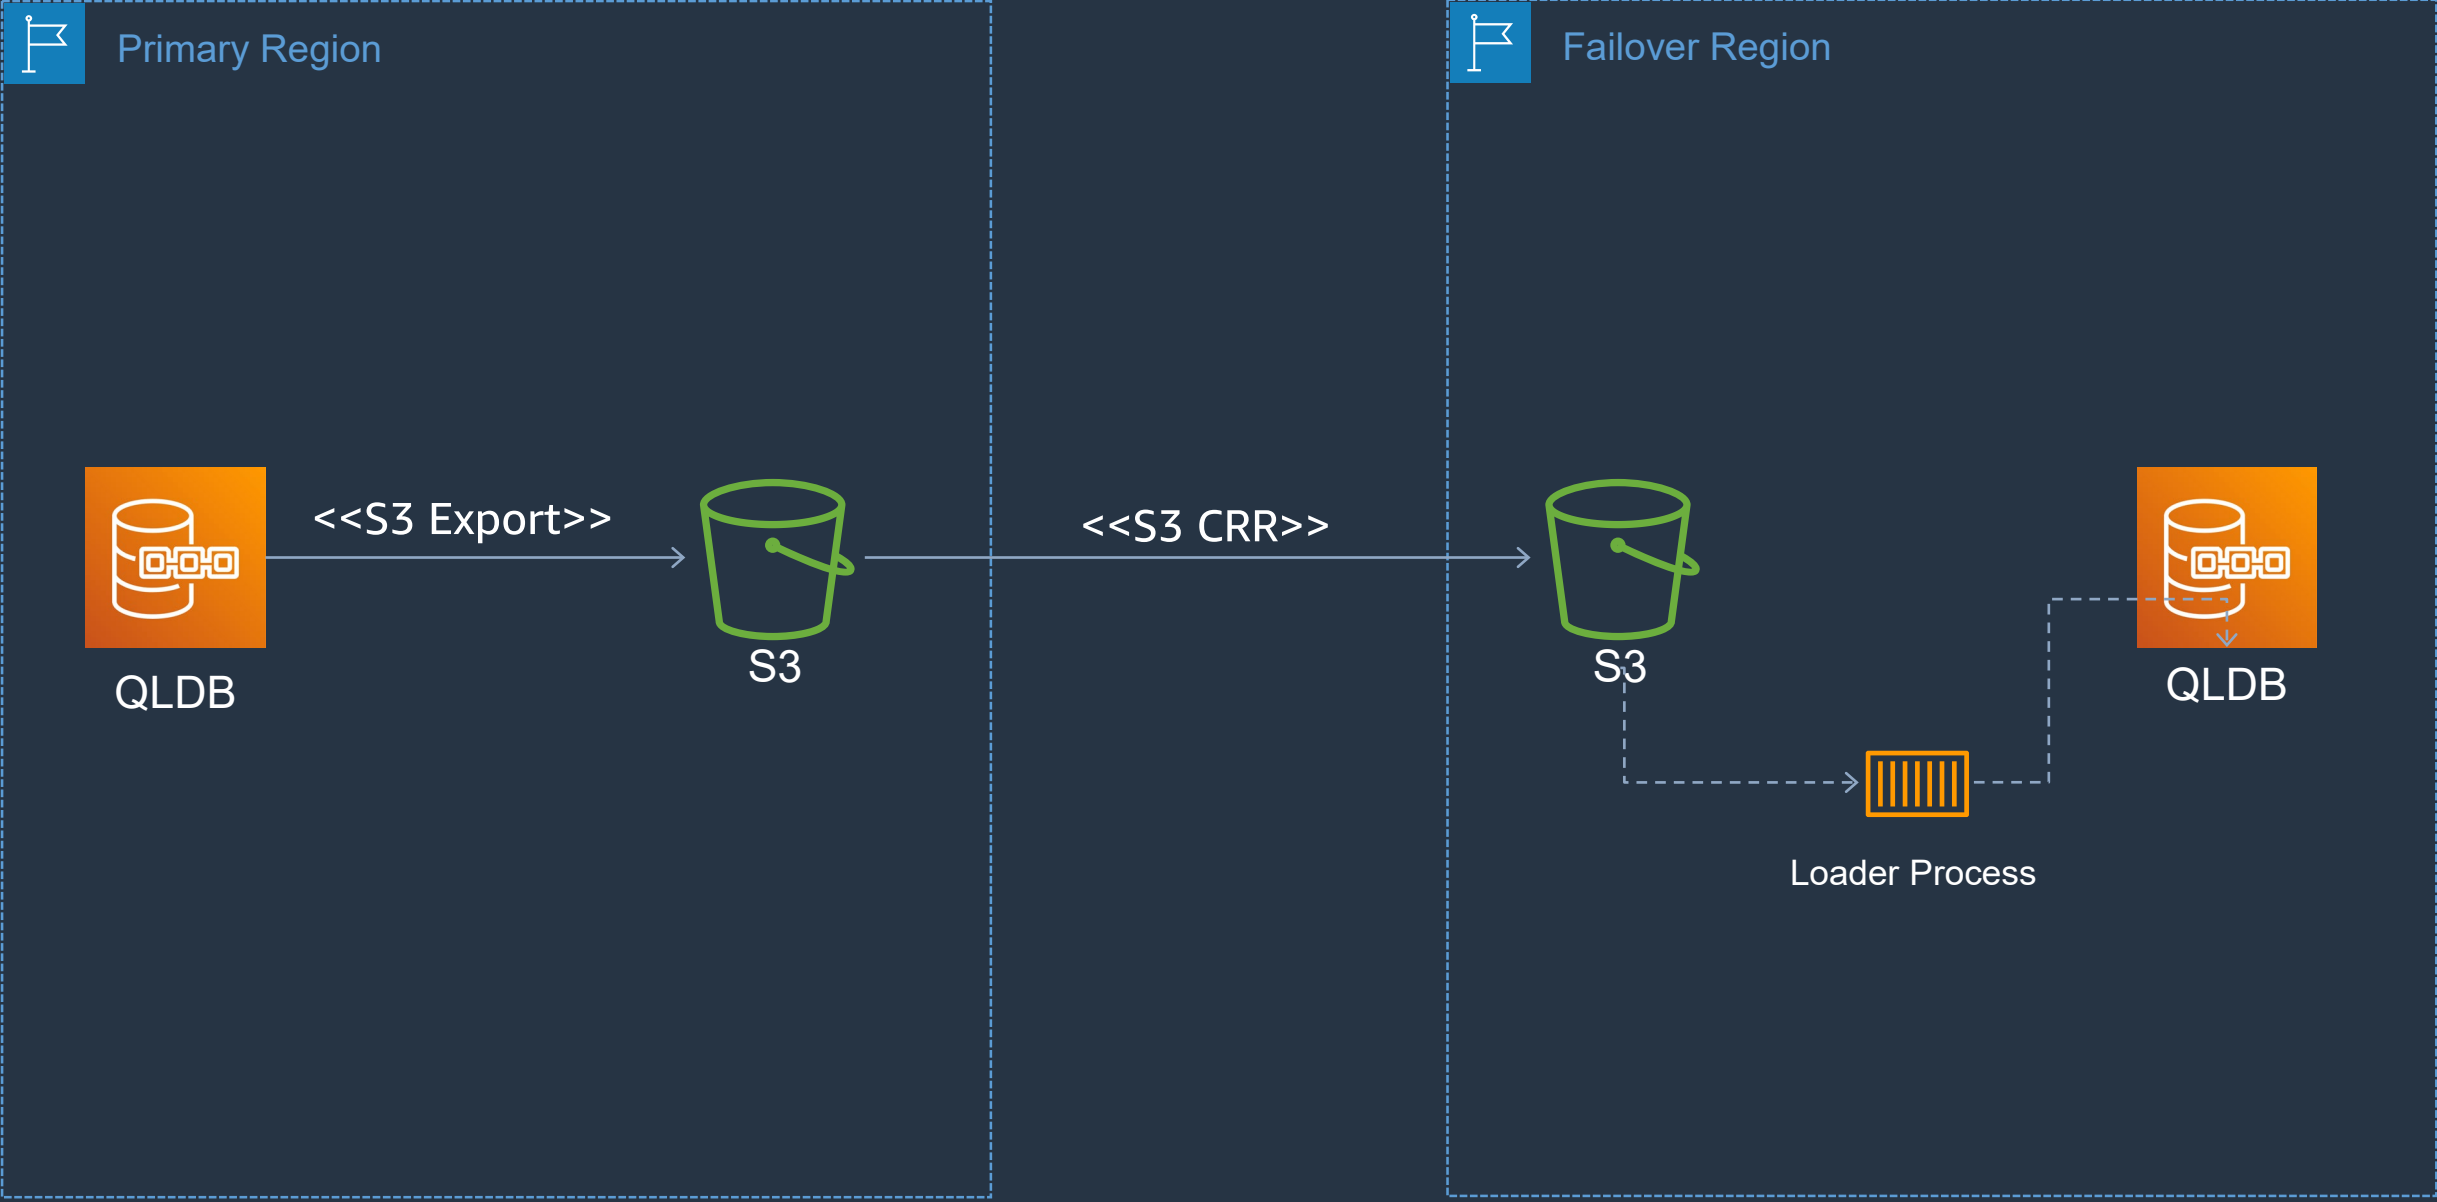 Primary Region
Failover Region
<<S3 Export>>
<<S3 CRR>>
QLDB
S3
S3
QLDB
Loader Process